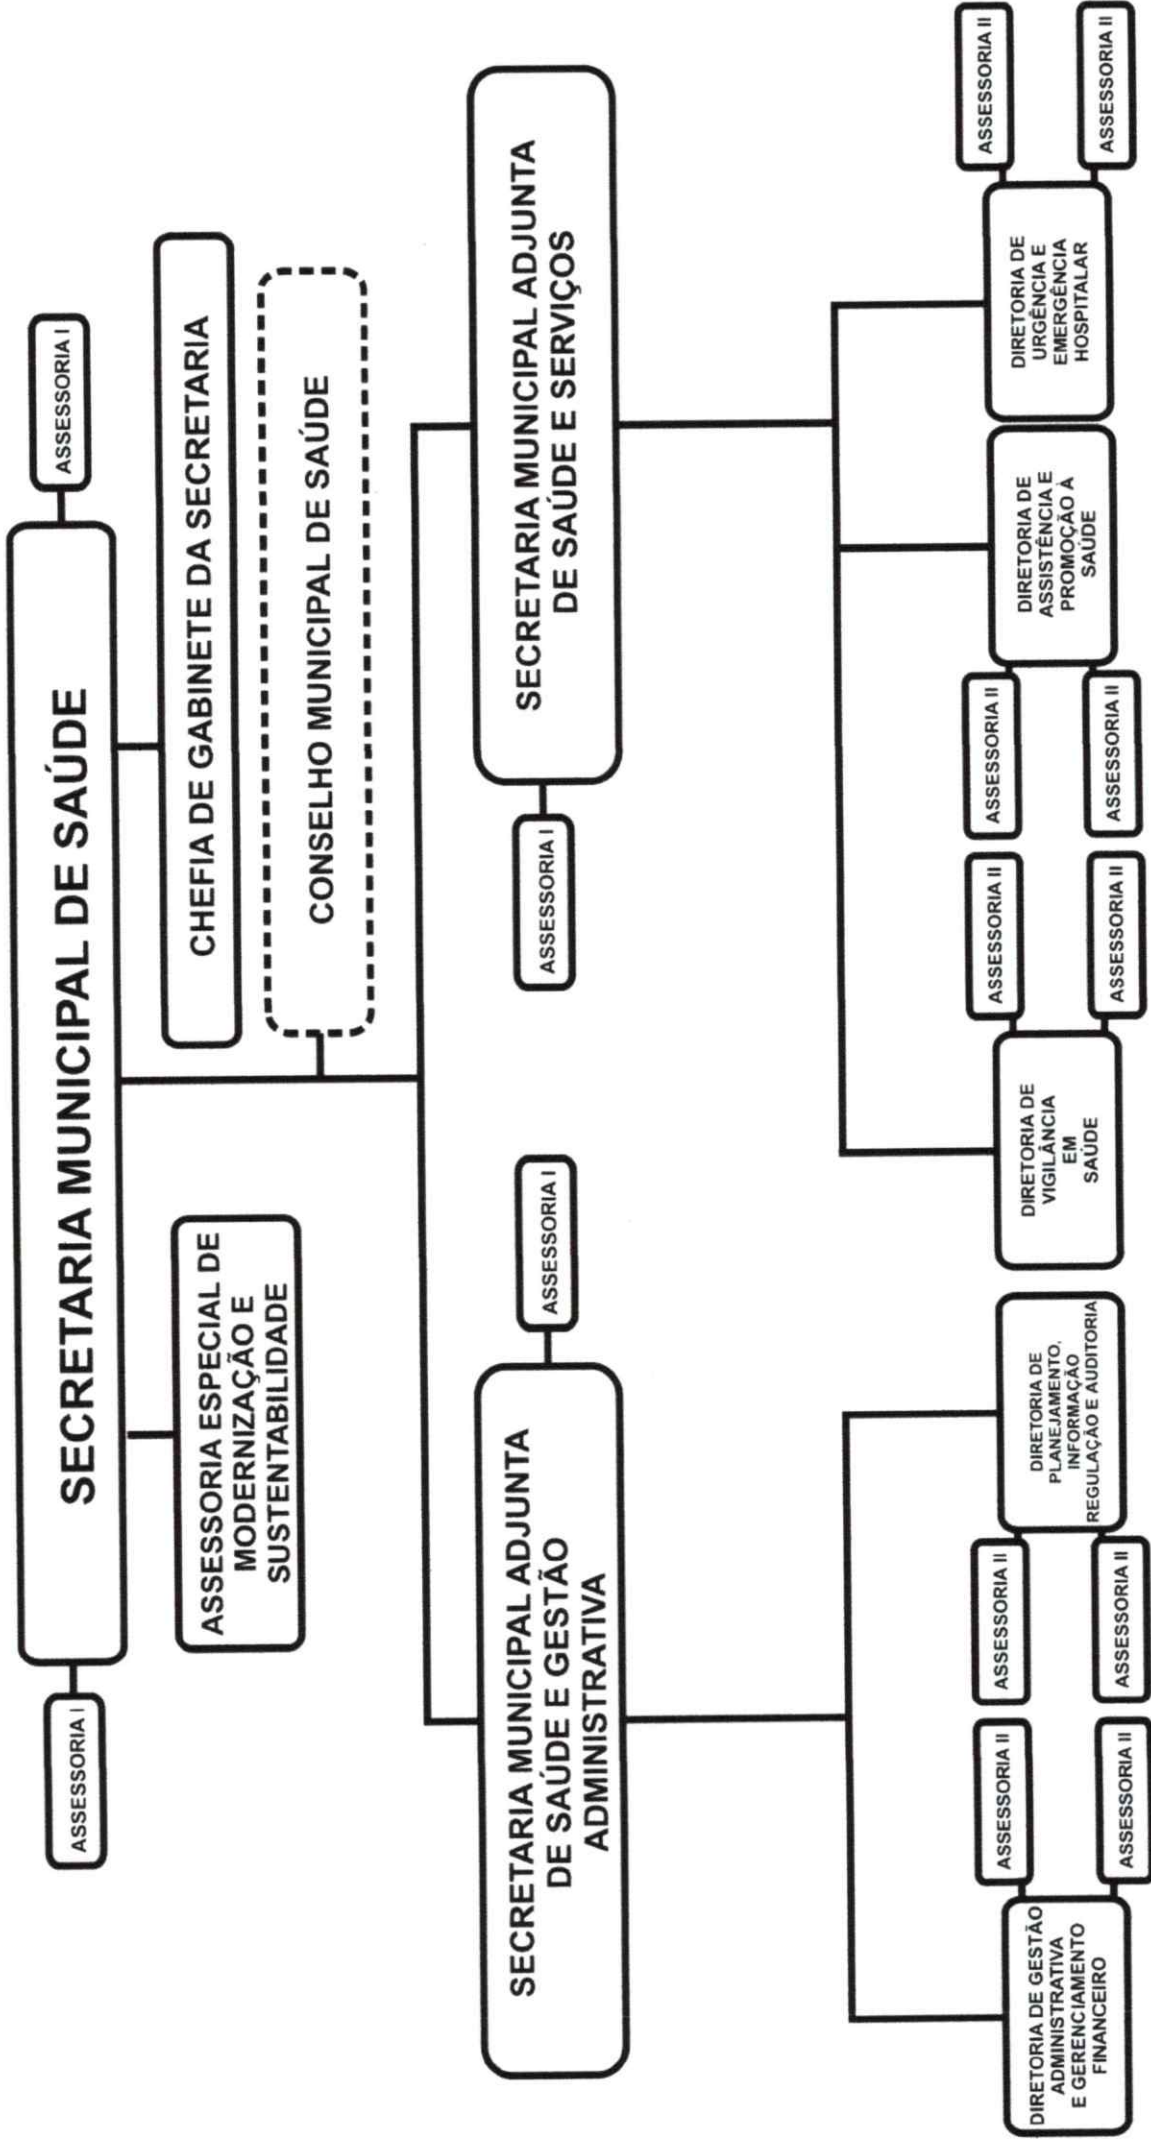 SECRETARIA MUNICIPAL DE SAÚDE
ASSESSORIA I
ASSESSORIA I
ASSESSORIA ESPECIAL DE
MODERNIZAÇÃO E
SUSTENTABILIDADE
CHEFIA DE GABINETE DA SECRETARIA
CONSELHO MUNICIPAL DE SAÚDE
SECRETARIA MUNICIPAL ADJUNTA
DE SAÚDE E GESTÃO
ADMINISTRATIVA
ASSESSORIA I
ASSESSORIA I
SECRETARIA MUNICIPAL ADJUNTA
DE SAÚDE E SERVIÇOS
DIRETORIA DE GESTÃO
ADMINISTRATIVA
E GERENCIAMENTO
FINANCEIRO
ASSESSORIA II
ASSESSORIA II
ASSESSORIA II
ASSESSORIA II
DIRETORIA DE
PLANEJAMENTO,
INFORMAÇÃO
REGULAÇÃO E AUDITORIA
DIRETORIA DE
VIGILÂNCIA
EM
SAÚDE
ASSESSORIA II
ASSESSORIA II
ASSESSORIA II
ASSESSORIA II
DIRETORIA DE
ASSISTÊNCIA E
PROMOÇÃO À
SAÚDE
DIRETORIA DE
URGÊNCIA E
EMERGÊNCIA
HOSPITALAR
ASSESSORIA II
ASSESSORIA II